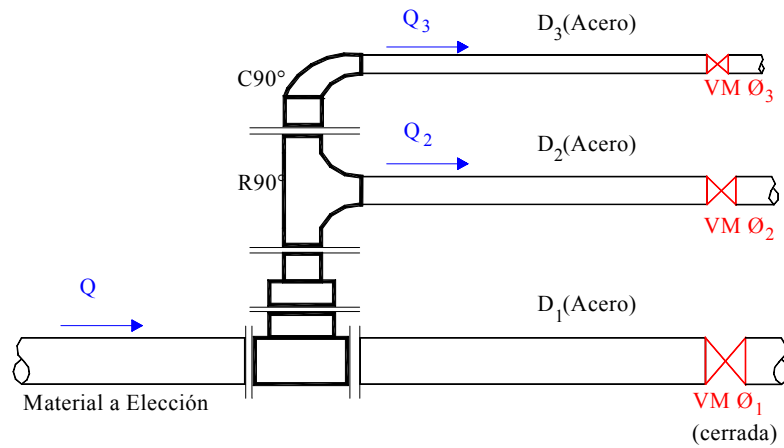 Q3
D3(Acero)
C90°
VM Ø3
Q2
D2(Acero)
R90°
VM Ø2
Q
D1(Acero)
Material a Elección
VM Ø1
(cerrada)